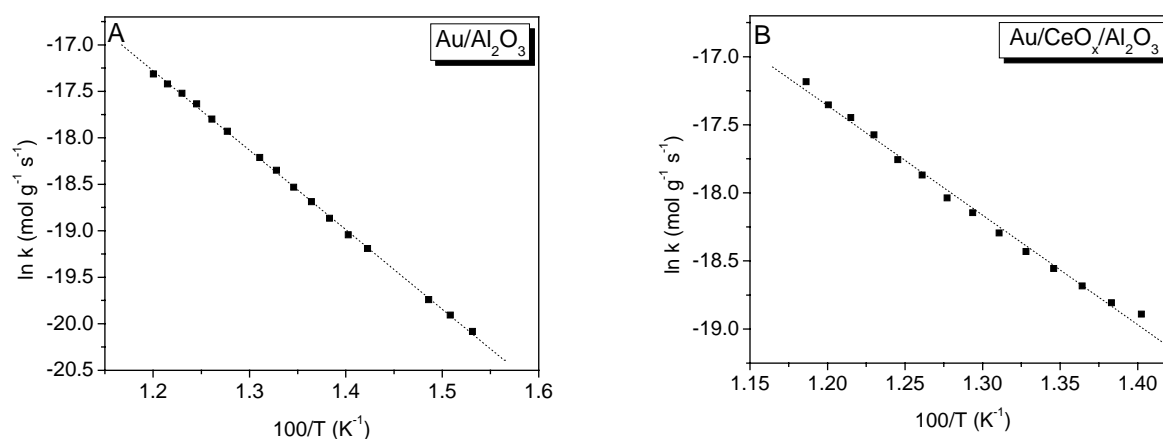 A
Au/Al₂O₃
ln k (mol g⁻¹ s⁻¹)
-17.0
-17.5
-18.0
-18.5
-19.0
-19.5
-20.0
-20.5
1.2 1.3 1.4 1.5 1.6
100/T (K⁻¹)
B
Au/CeOₓ/Al₂O₃
ln k (mol g⁻¹ s⁻¹)
-17.0
-17.5
-18.0
-18.5
-19.0
1.15 1.20 1.25 1.30 1.35 1.40
100/T (K⁻¹)